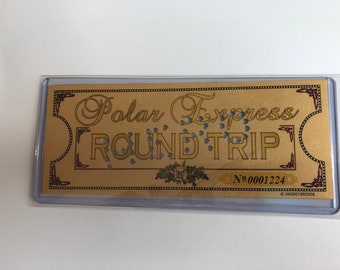 Polar Express
ROUND TRIP
No.0001224